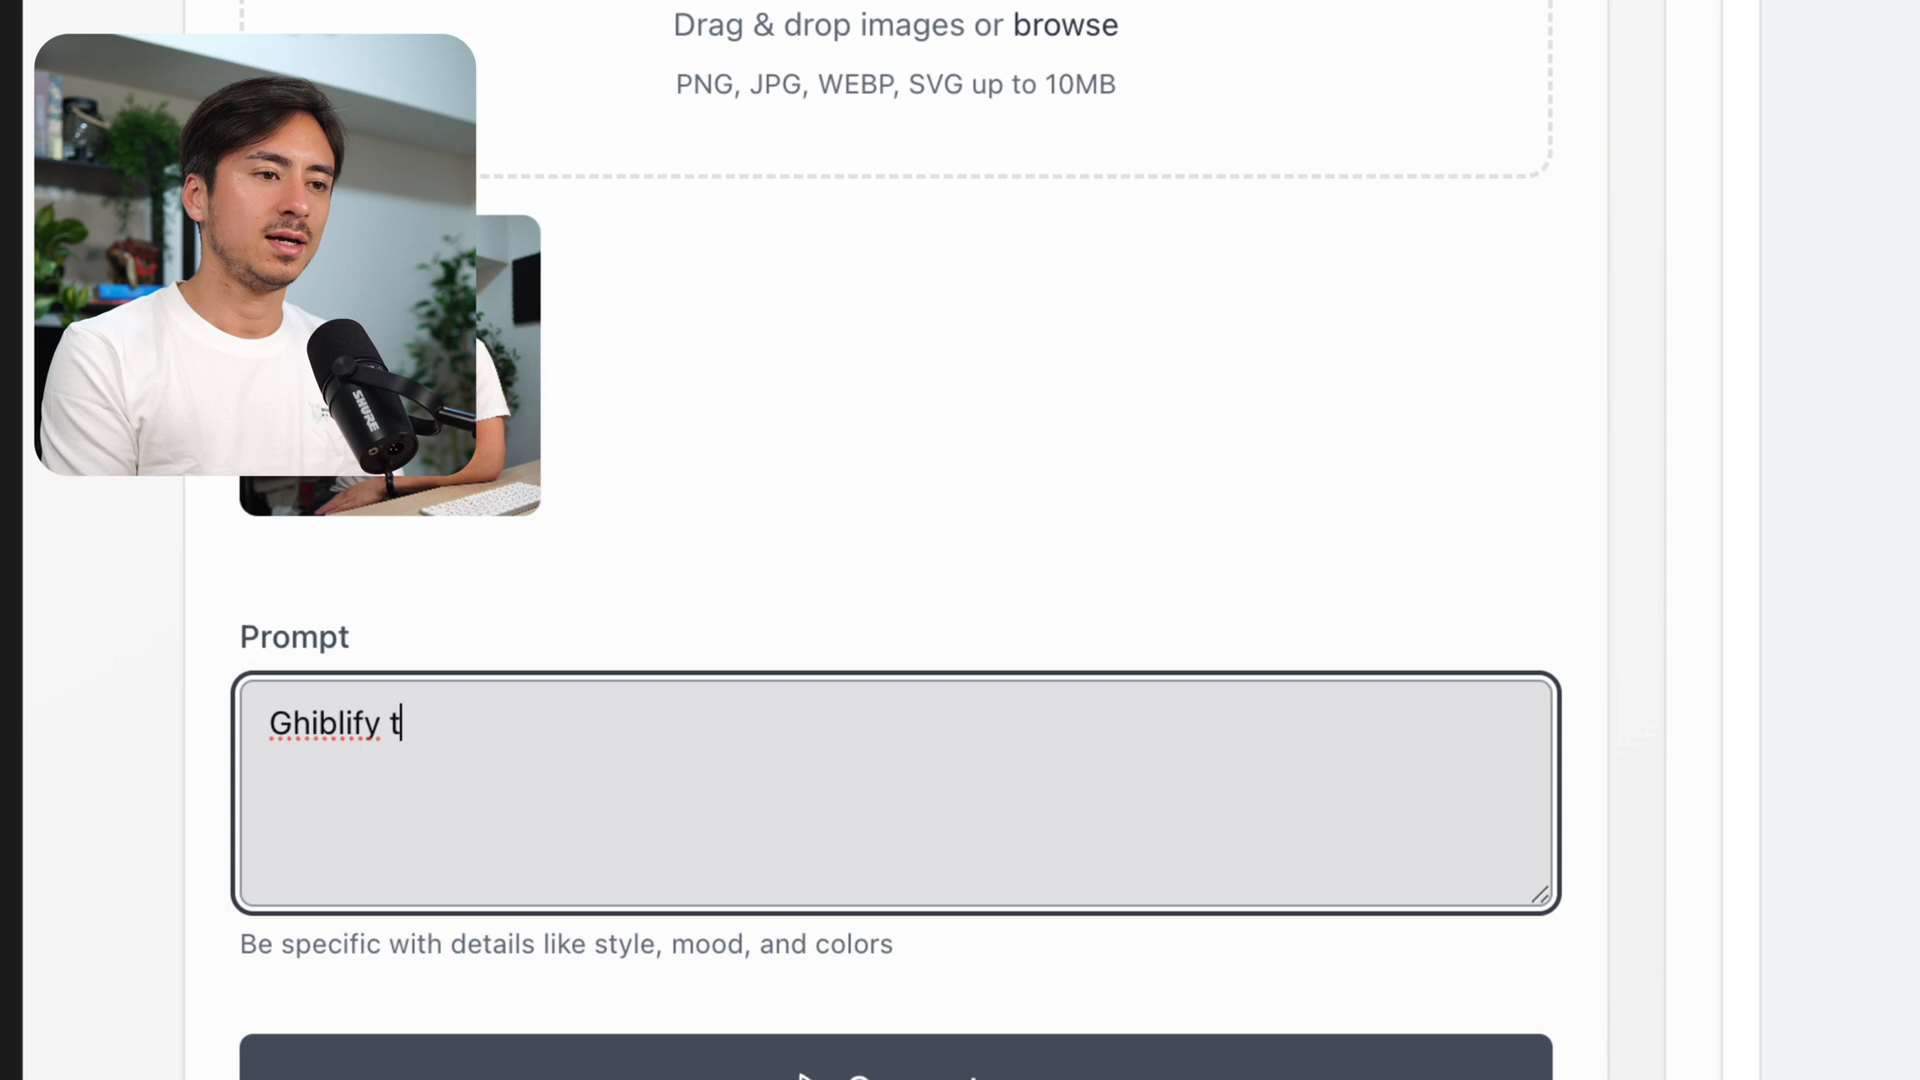 Drag & drop images or browse
PNG, JPG, WEBP, SVG up to 10MB
SHURE
Prompt
Ghiblify t
Be specific with details like style, mood, and colors